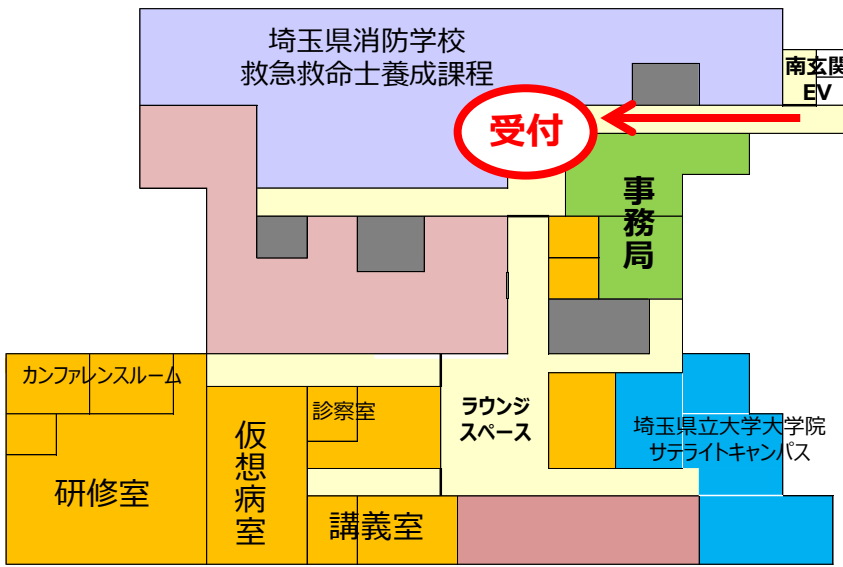 埼玉県消防学校
救急救命士養成課程
南玄関
EV
受付
事務局
カンファレンスルーム
診察室
ラウンジ
スペース
埼玉県立大学大学院
サテライトキャンパス
仮想病室
研修室
講義室